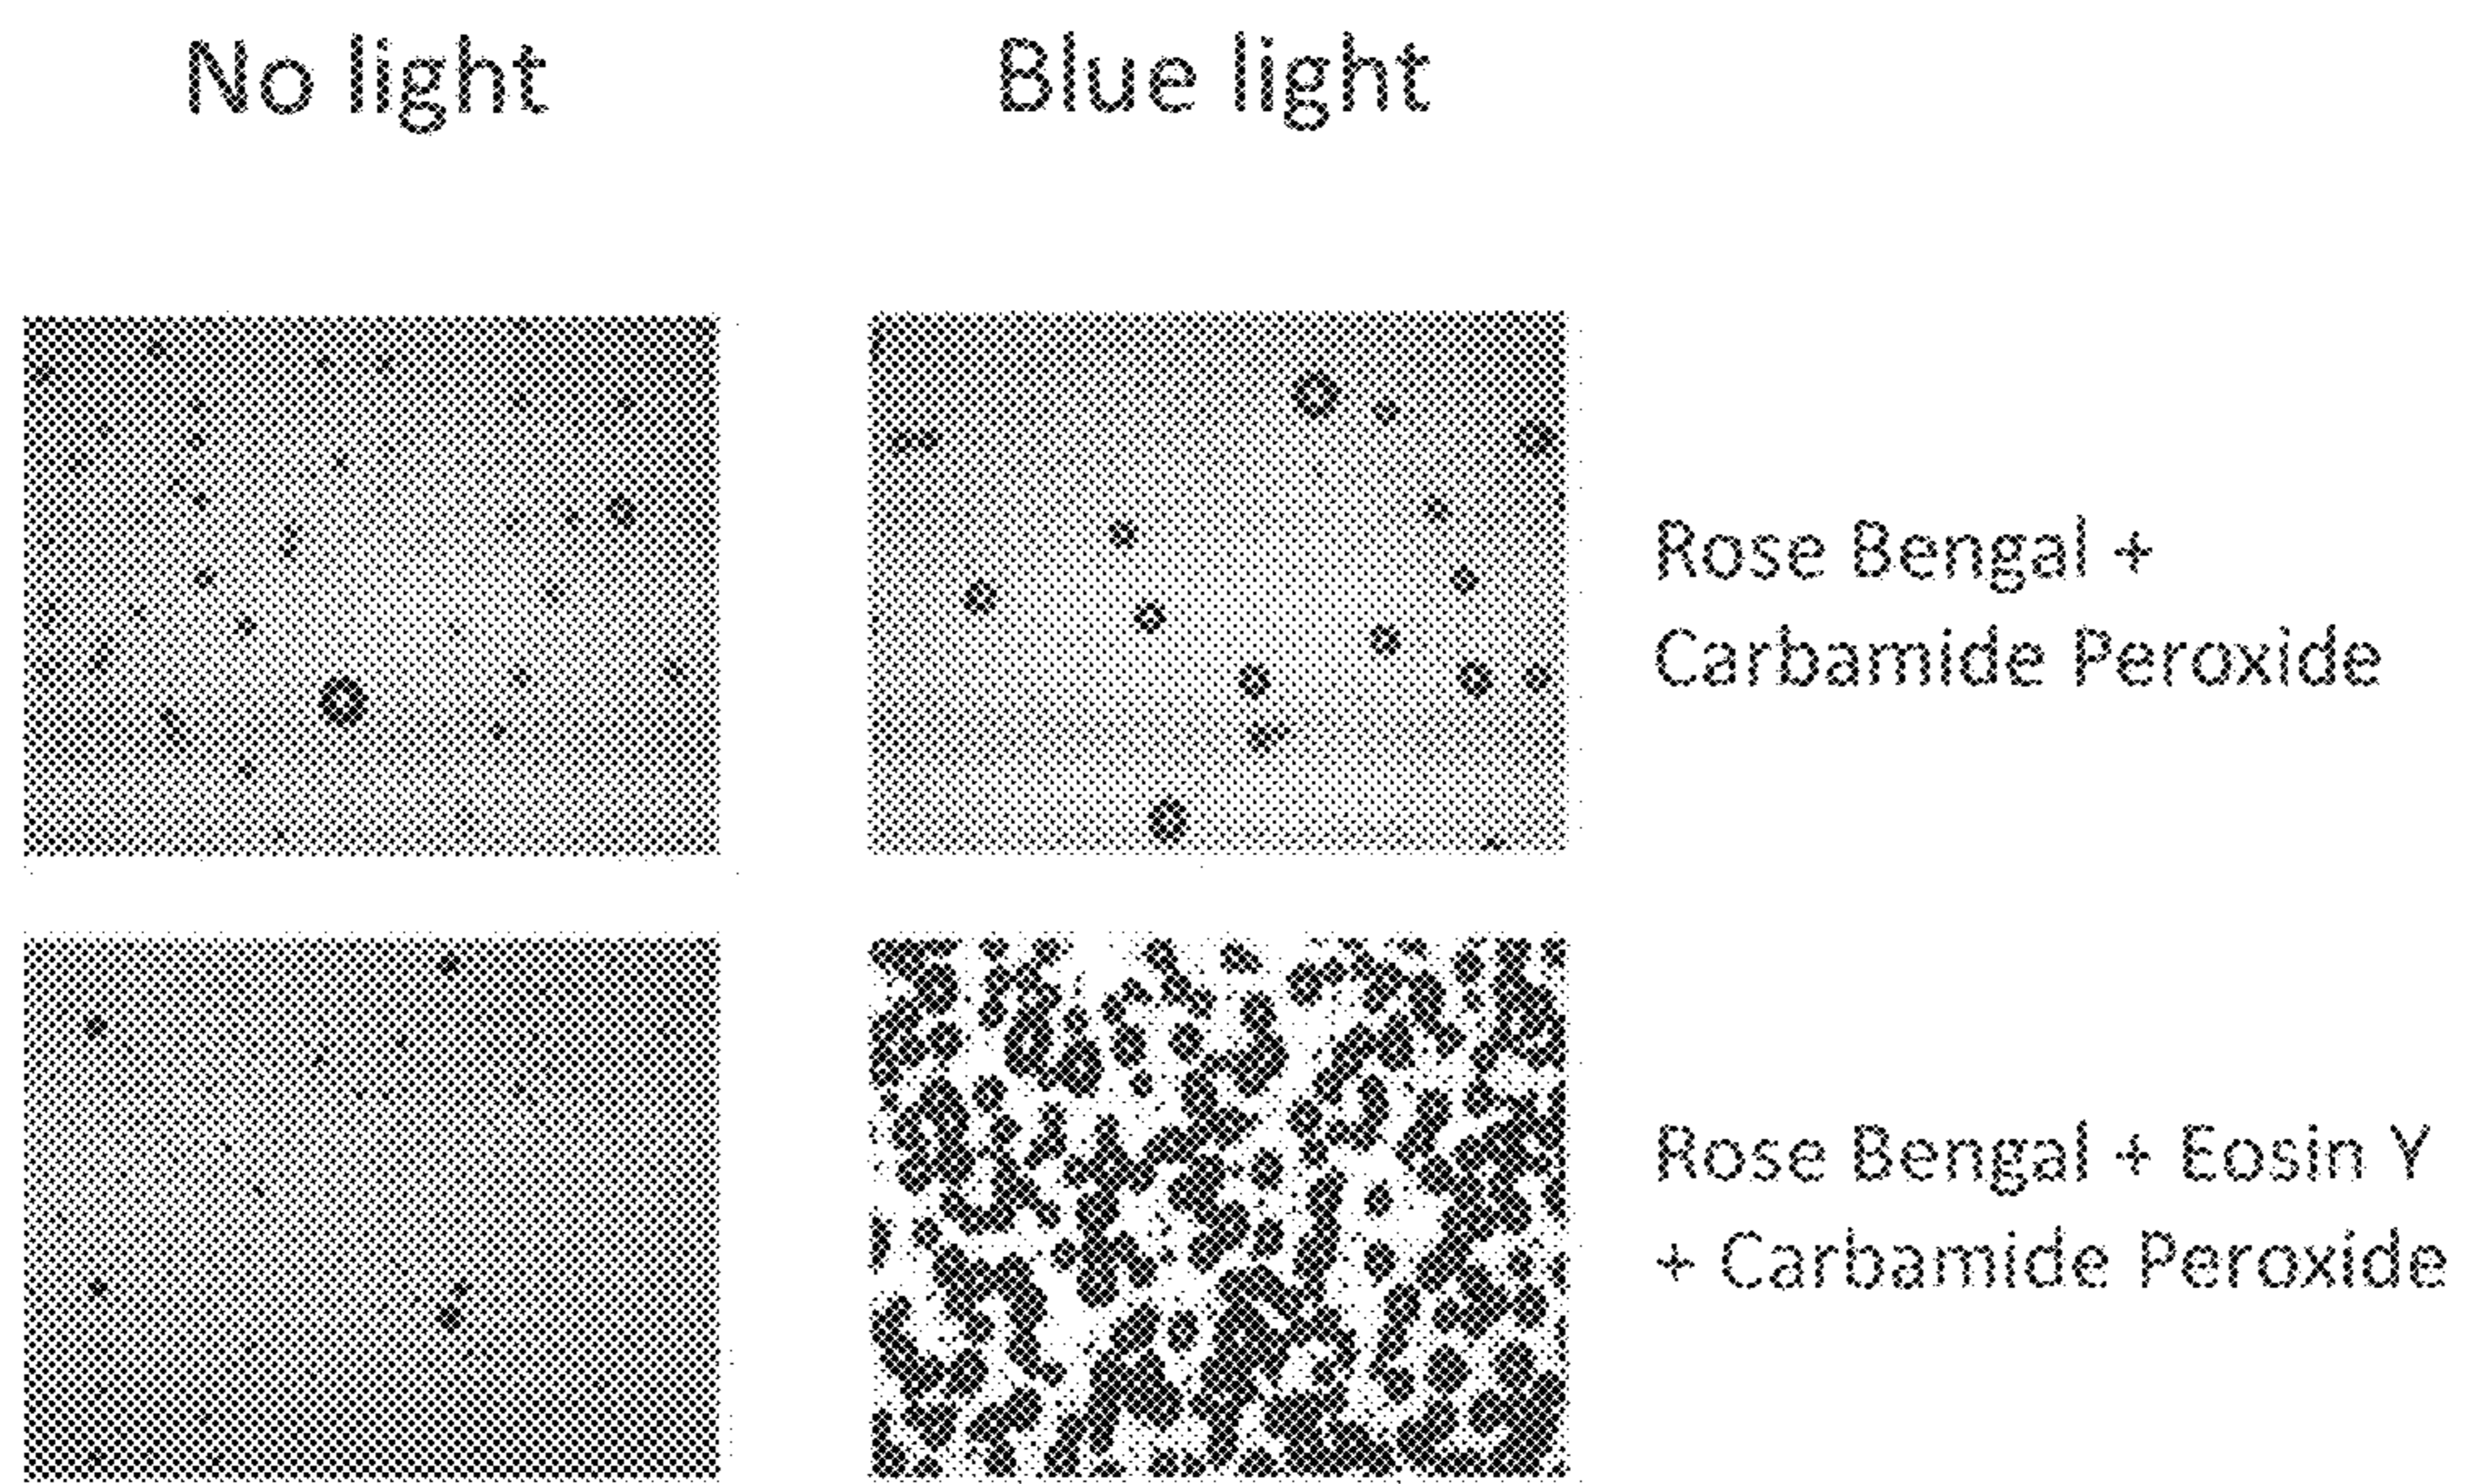 No light
Blue light
Rose Bengal +
Carbamide Peroxide
Rose Bengal + Eosin Y
+ Carbamide Peroxide